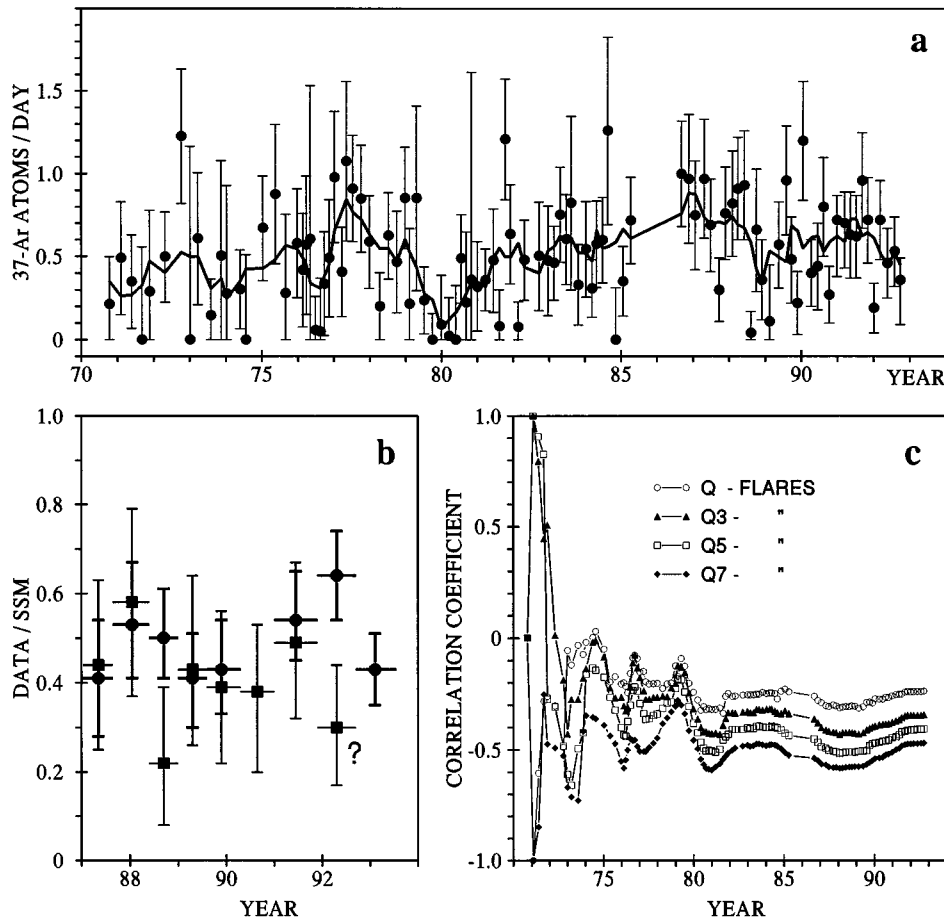 a
37-Ar ATOMS / DAY
1.5
1.0
0.5
0
70
75
80
85
90
YEAR
b
DATA / SSM
1.0
0.8
0.6
0.4
0.2
0
?
88
90
92
YEAR
c
CORRELATION COEFFICIENT
1.0
0.5
0
-0.5
-1.0
Q - FLARES
Q3 - "
Q5 - "
Q7 - "
75
80
85
90
YEAR